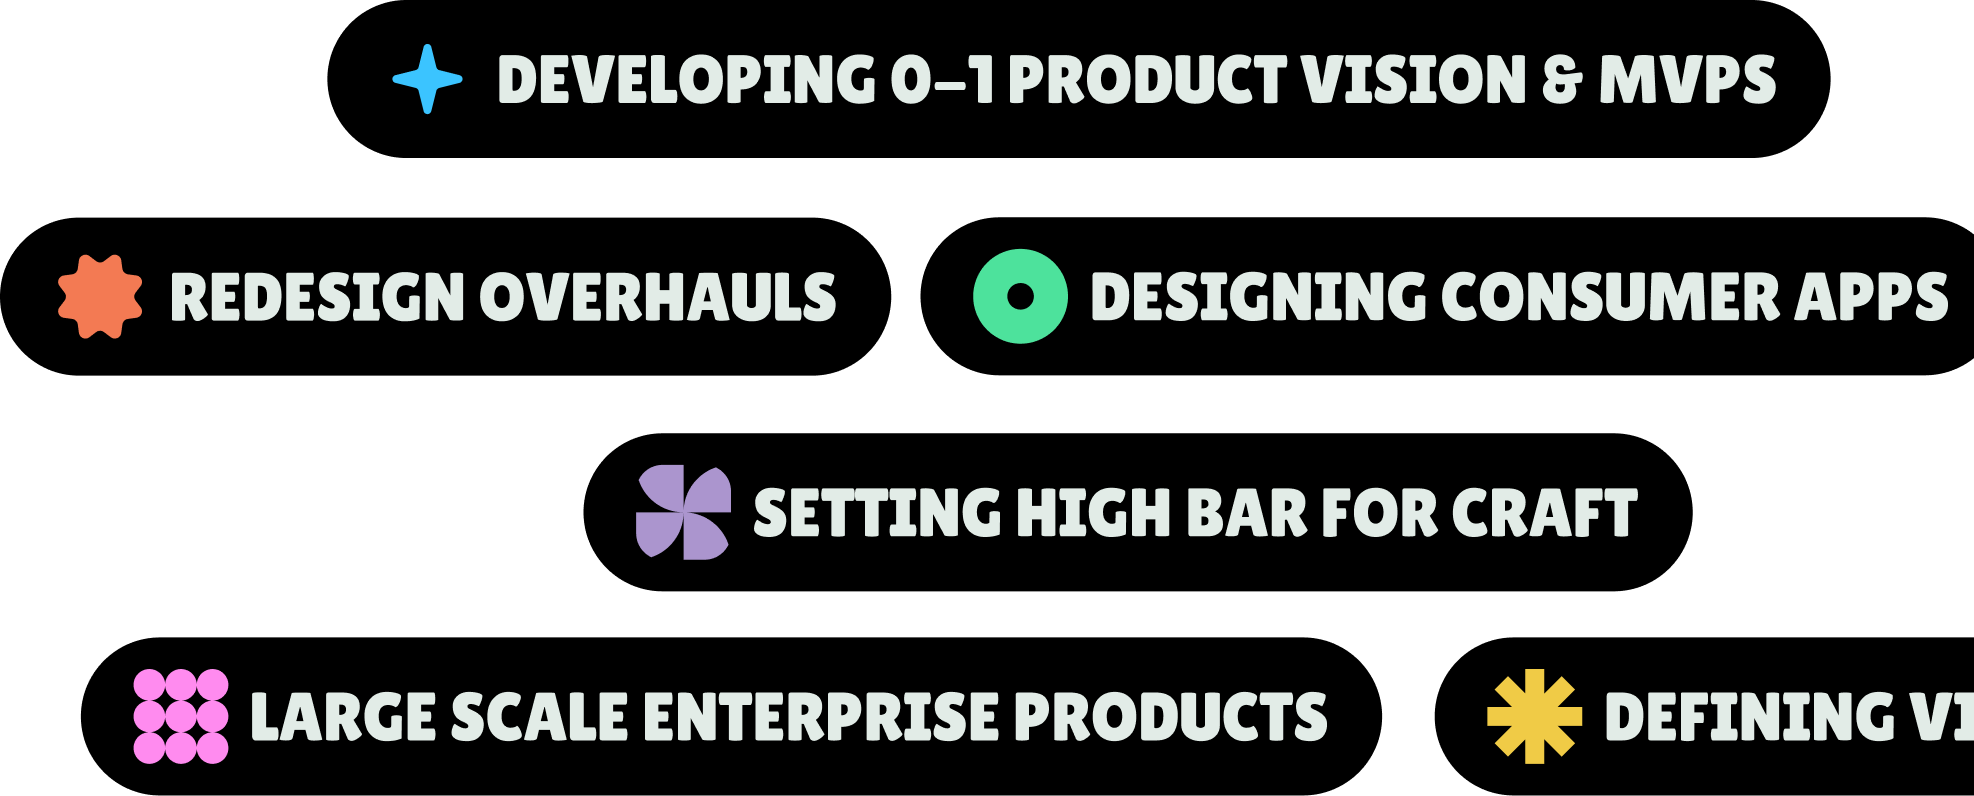 DEVELOPING 0–1 PRODUCT VISION & MVPS
REDESIGN OVERHAULS
DESIGNING CONSUMER APPS
SETTING HIGH BAR FOR CRAFT
LARGE SCALE ENTERPRISE PRODUCTS
DEFINING